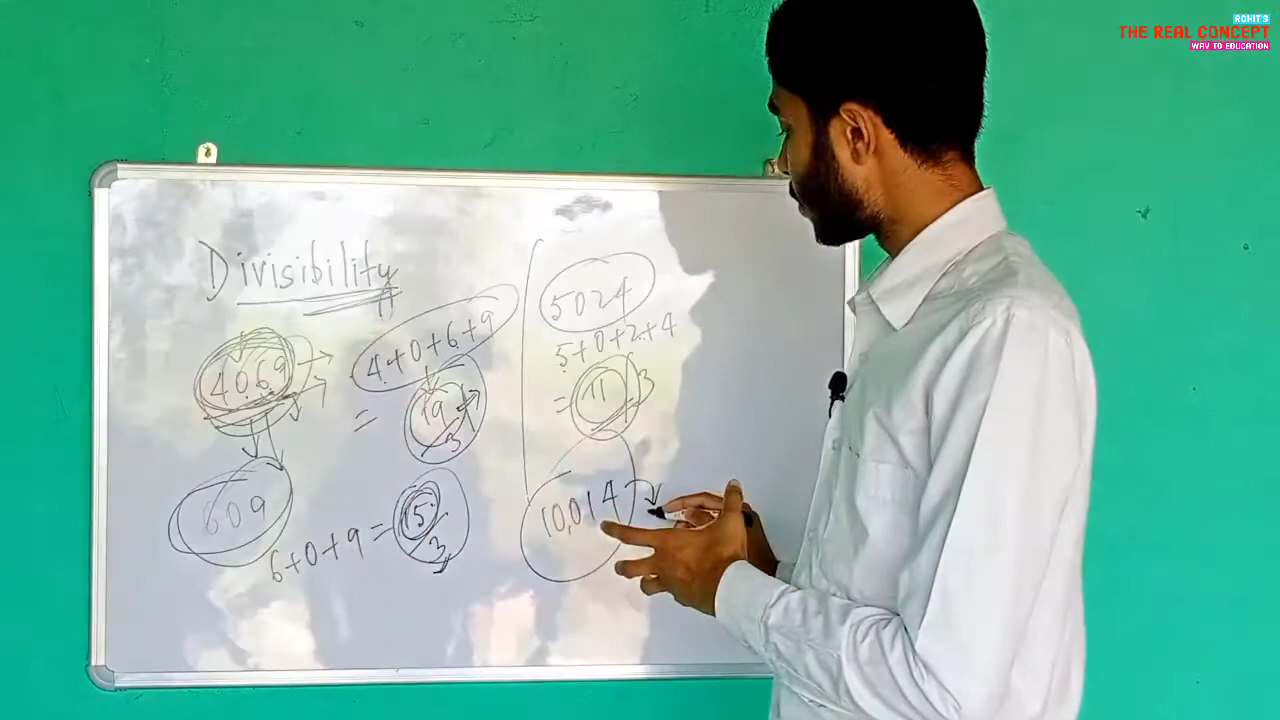 ROHIT'S
THE REAL CONCEPT
WAY TO EDUCATION
Divisibility
4069
4+0+6+9
= 19
3
609
6+0+9 = 15
3
5024
5+0+2+4
= 11
3
10,014